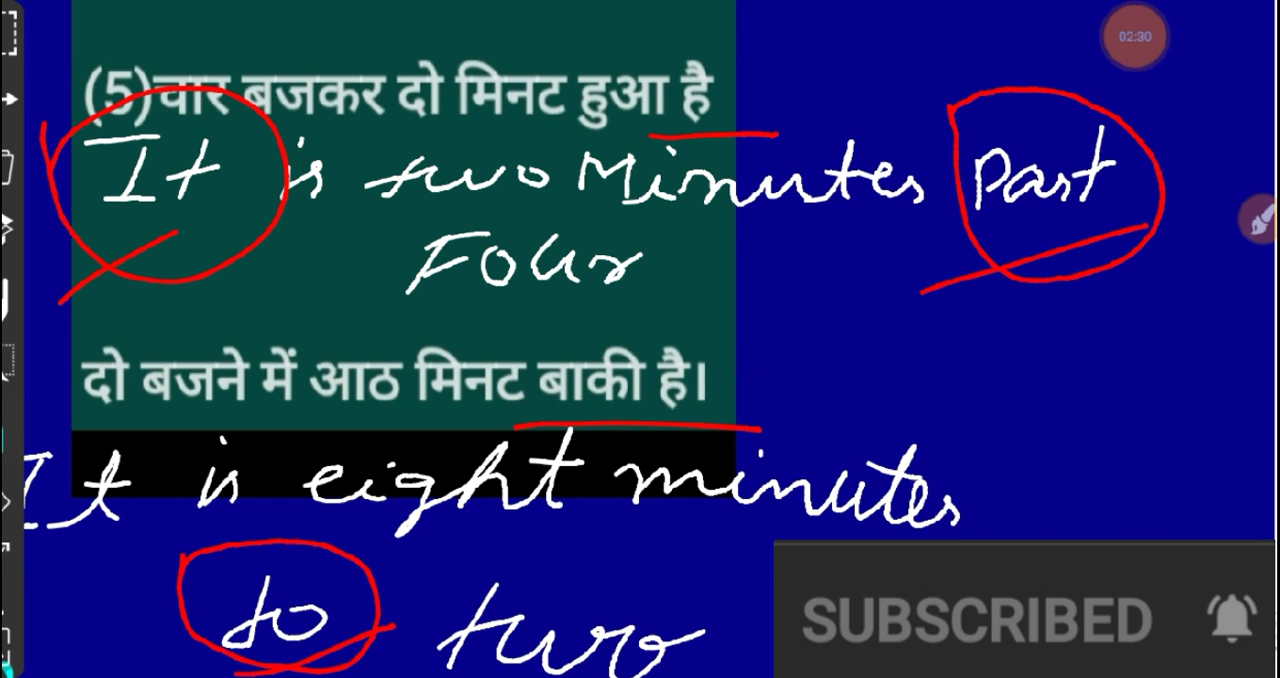 02:30
(5)चार बजकर दो मिनट हुआ है
It is two Minutes Past
Four
दो बजने में आठ मिनट बाकी है।
It is eight minutes
to two
SUBSCRIBED